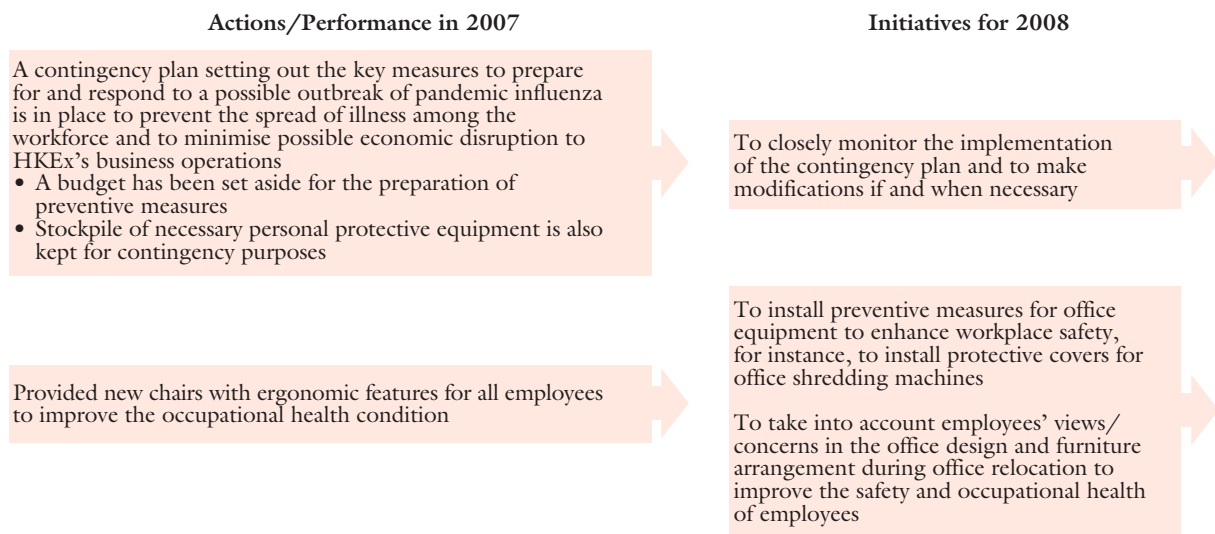 Actions/Performance in 2007
Initiatives for 2008
A contingency plan setting out the key measures to prepare
for and respond to a possible outbreak of pandemic influenza
is in place to prevent the spread of illness among the
workforce and to minimise possible economic disruption to
HKEx’s business operations
• A budget has been set aside for the preparation of
preventive measures
• Stockpile of necessary personal protective equipment is also
kept for contingency purposes
To closely monitor the implementation
of the contingency plan and to make
modifications if and when necessary
Provided new chairs with ergonomic features for all employees
to improve the occupational health condition
To install preventive measures for office
equipment to enhance workplace safety,
for instance, to install protective covers for
office shredding machines
To take into account employees’ views/
concerns in the office design and furniture
arrangement during office relocation to
improve the safety and occupational health
of employees